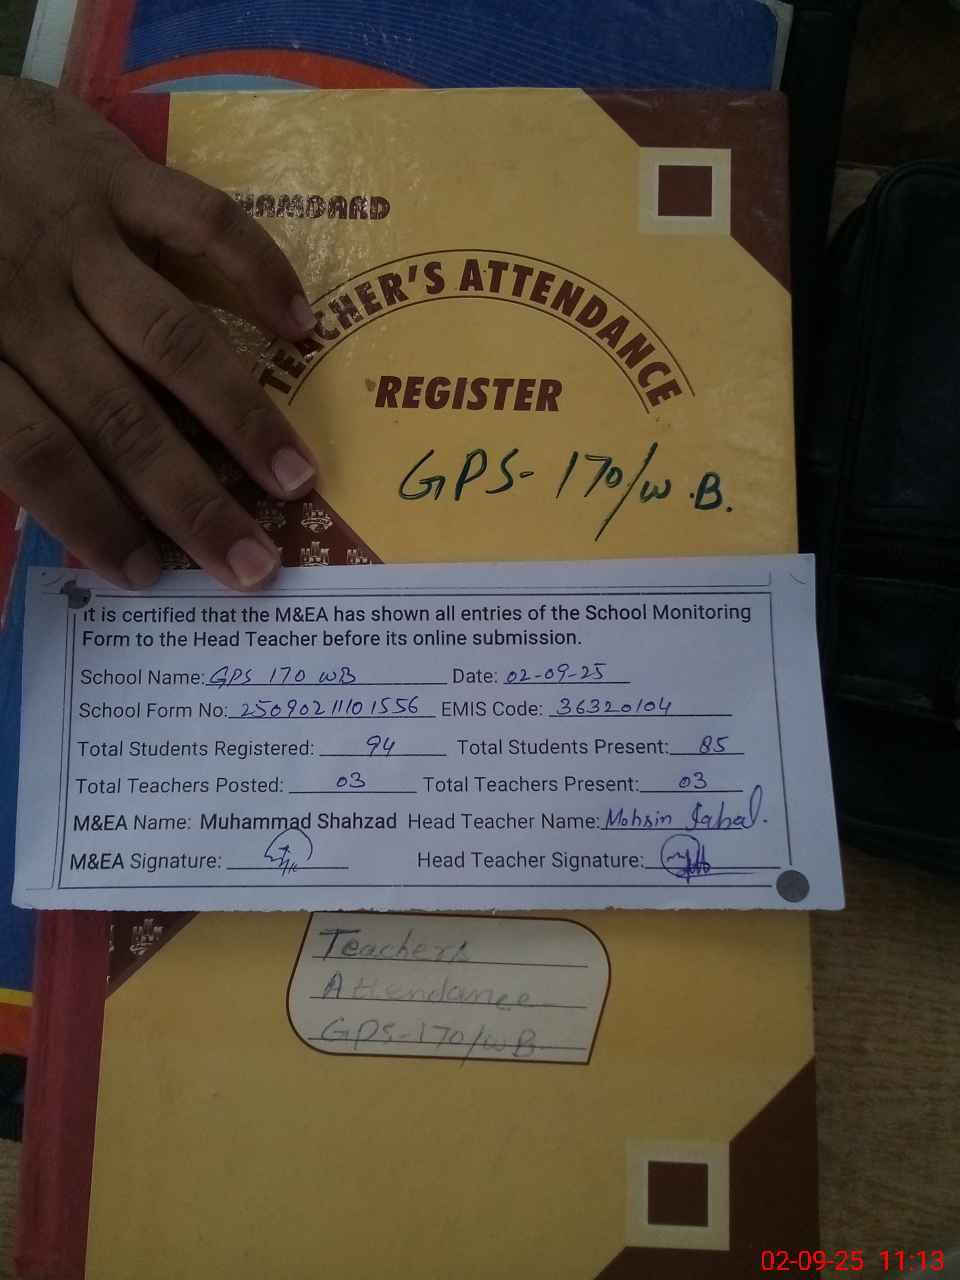 HAMDARD
TEACHER'S ATTENDANCE
REGISTER
GPS-170/W.B.
It is certified that the M&EA has shown all entries of the School Monitoring
Form to the Head Teacher before its online submission.
School Name: GPS 170 WB Date: 02-09-25
School Form No: 25090211101556 EMIS Code: 36320104
Total Students Registered: 94 Total Students Present: 85
Total Teachers Posted: 03 Total Teachers Present: 03
M&EA Name: Muhammad Shahzad Head Teacher Name: Mohsin Iqbal.
M&EA Signature: Head Teacher Signature:
Teachers
Attendance
GPS-170/WB
02-09-25 11:13